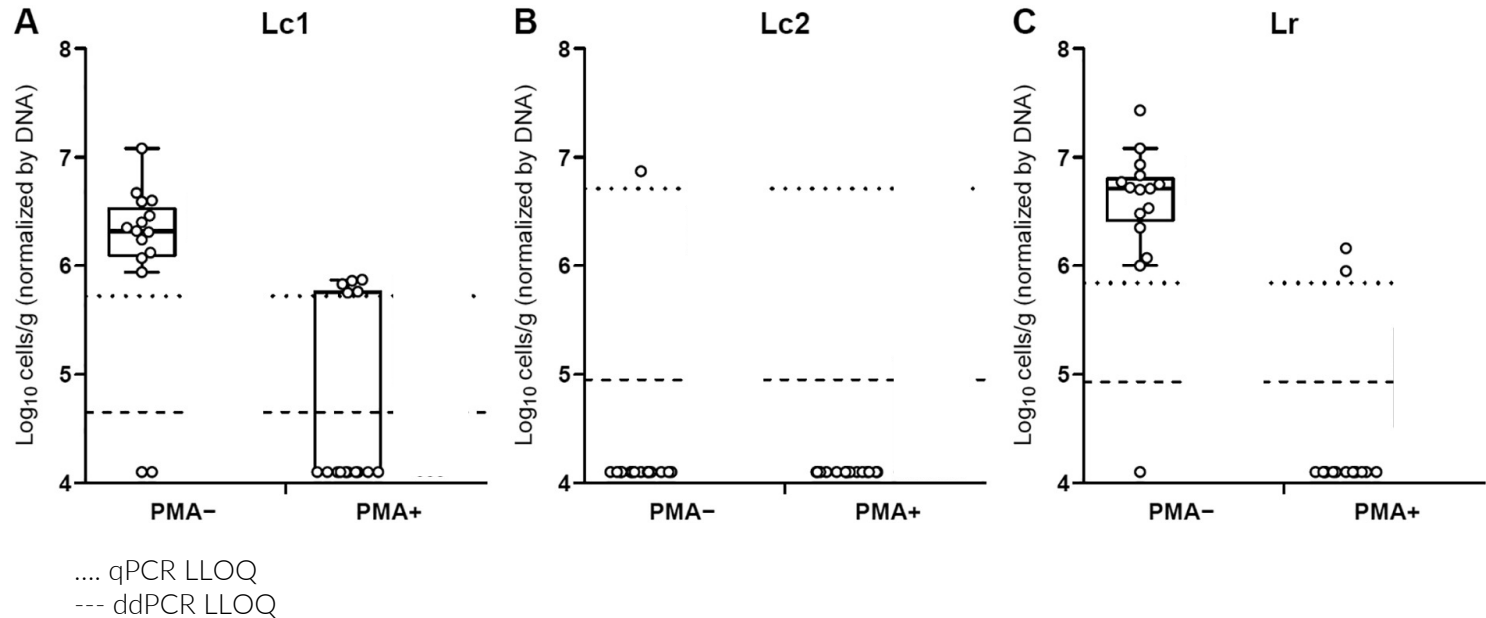 A
Lc1
B
Lc2
C
Lr
Log10 cells/g (normalized by DNA)
8
7
6
5
4
PMA−
PMA+
Log10 cells/g (normalized by DNA)
8
7
6
5
4
PMA−
PMA+
Log10 cells/g (normalized by DNA)
8
7
6
5
4
PMA−
PMA+
.... qPCR LLOQ
--- ddPCR LLOQ